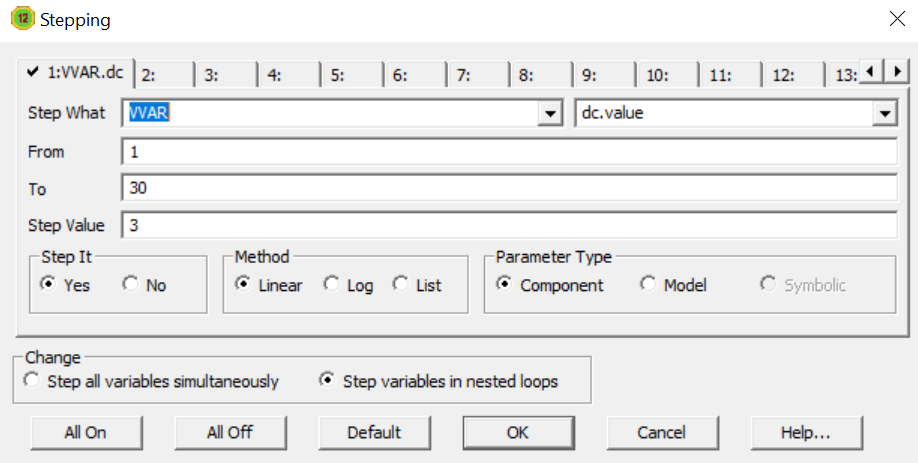 12 Stepping
1:VVAR.dc 2: 3: 4: 5: 6: 7: 8: 9: 10: 11: 12: 13:
Step What VVAR dc.value
From 1
To 30
Step Value 3
Step It Method Parameter Type
Yes No Linear Log List Component Model Symbolic
Change
Step all variables simultaneously Step variables in nested loops
All On All Off Default OK Cancel Help...